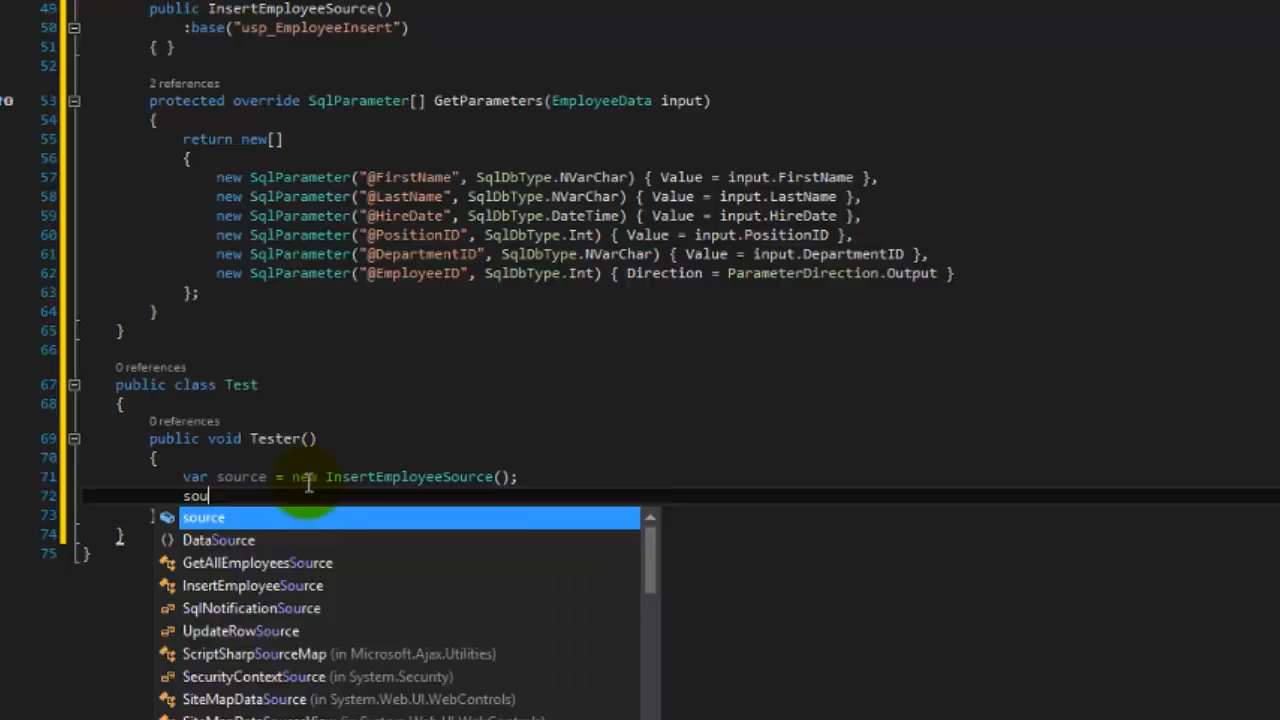 49 public InsertEmployeeSource()
50 :base("usp_EmployeeInsert")
51 { }
52
2 references
53 protected override SqlParameter[] GetParameters(EmployeeData input)
54 {
55 return new[]
56 {
57 new SqlParameter("@FirstName", SqlDbType.NVarChar) { Value = input.FirstName },
58 new SqlParameter("@LastName", SqlDbType.NVarChar) { Value = input.LastName },
59 new SqlParameter("@HireDate", SqlDbType.DateTime) { Value = input.HireDate },
60 new SqlParameter("@PositionID", SqlDbType.Int) { Value = input.PositionID },
61 new SqlParameter("@DepartmentID", SqlDbType.NVarChar) { Value = input.DepartmentID },
62 new SqlParameter("@EmployeeID", SqlDbType.Int) { Direction = ParameterDirection.Output }
63 };
64 }
65 }
66
0 references
67 public class Test
68 {
0 references
69 public void Tester()
70 {
71 var source = new InsertEmployeeSource();
72 sou
73 } source
() DataSource
74 }
GetAllEmployeesSource
75 }
InsertEmployeeSource
SqlNotificationSource
UpdateRowSource
ScriptSharpSourceMap (in Microsoft.Ajax.Utilities)
SecurityContextSource (in System.Security)
SiteMapDataSource (in System.Web.UI.WebControls)
SiteMapDataSourceView (in System.Web.UI.WebControls)